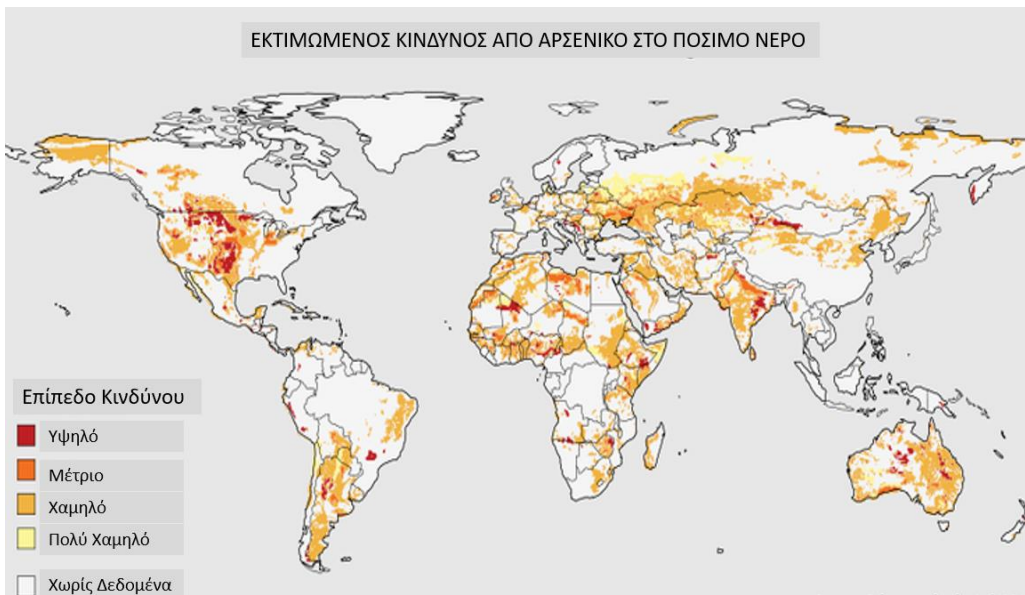 ΕΚΤΙΜΩΜΕΝΟΣ ΚΙΝΔΥΝΟΣ ΑΠΟ ΑΡΣΕΝΙΚΟ ΣΤΟ ΠΟΣΙΜΟ ΝΕΡΟ
Επίπεδο Κινδύνου
Υψηλό
Μέτριο
Χαμηλό
Πολύ Χαμηλό
Χωρίς Δεδομένα